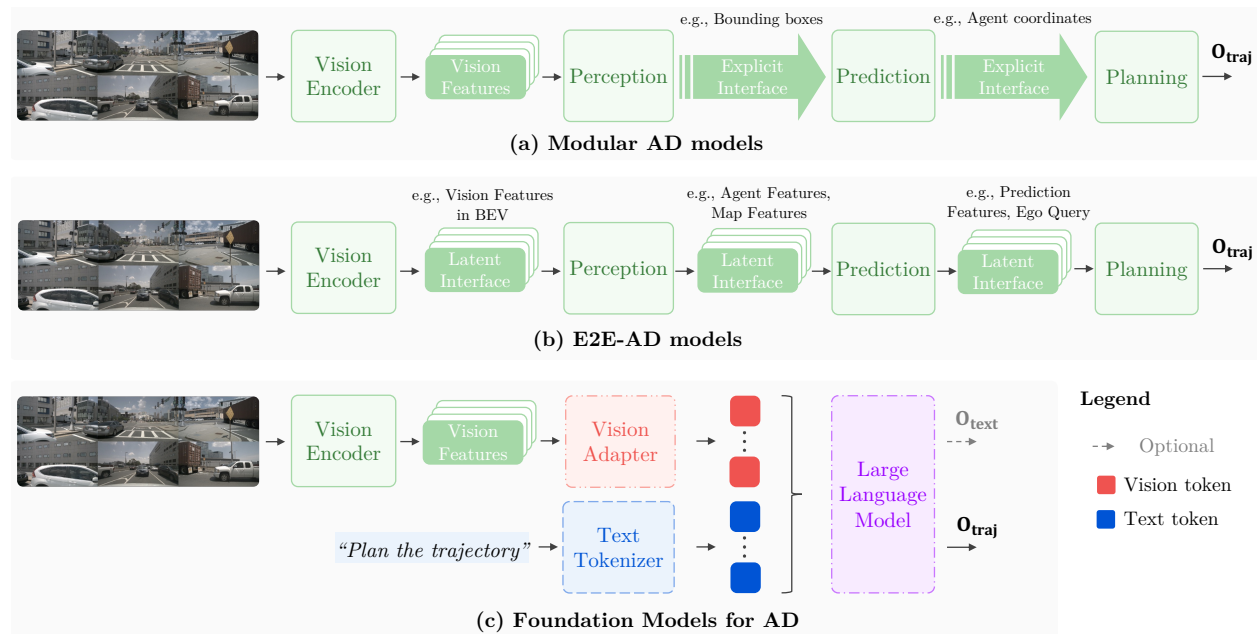 e.g., Bounding boxes
e.g., Agent coordinates
Vision
Encoder
Vision
Features
Perception
Explicit
Interface
Prediction
Explicit
Interface
Planning
O_traj
(a) Modular AD models
e.g., Vision Features
in BEV
e.g., Agent Features,
Map Features
e.g., Prediction
Features, Ego Query
Vision
Encoder
Latent
Interface
Perception
Latent
Interface
Prediction
Latent
Interface
Planning
O_traj
(b) E2E-AD models
Vision
Encoder
Vision
Features
Vision
Adapter
“Plan the trajectory”
Text
Tokenizer
Large
Language
Model
O_text
O_traj
(c) Foundation Models for AD
Legend
Optional
Vision token
Text token